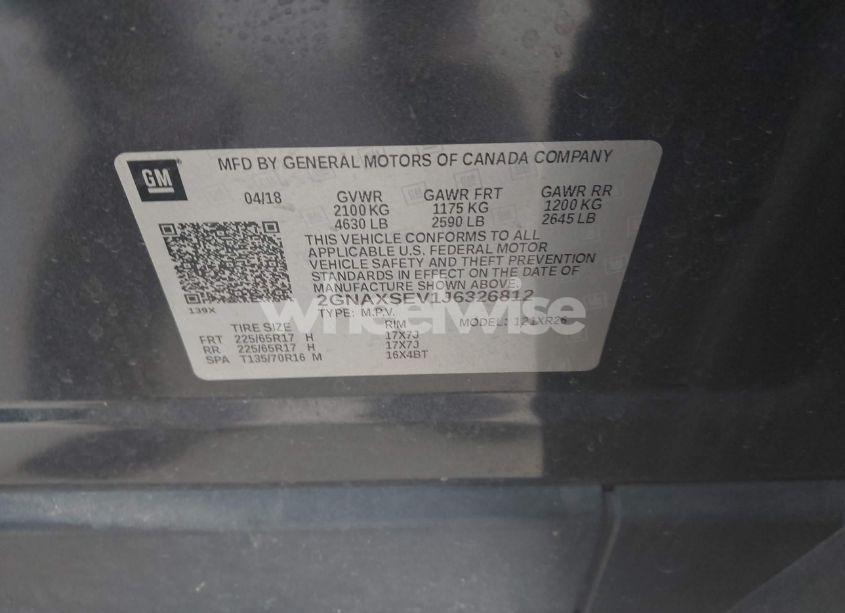 GM
MFD BY GENERAL MOTORS OF CANADA COMPANY
04/18 GVWR GAWR FRT GAWR RR
2100 KG 1175 KG 1200 KG
4630 LB 2590 LB 2645 LB
THIS VEHICLE CONFORMS TO ALL
APPLICABLE U.S. FEDERAL MOTOR
VEHICLE SAFETY AND THEFT PREVENTION
STANDARDS IN EFFECT ON THE DATE OF
MANUFACTURE SHOWN ABOVE.
2GNAXSEV1J6326812
139X TYPE: M.P.V. MODEL: 121XR26
wheelwise
TIRE SIZE RIM
FRT 225/65R17 H 17X7J
RR 225/65R17 H 17X7J
SPA T135/70R16 M 16X4BT